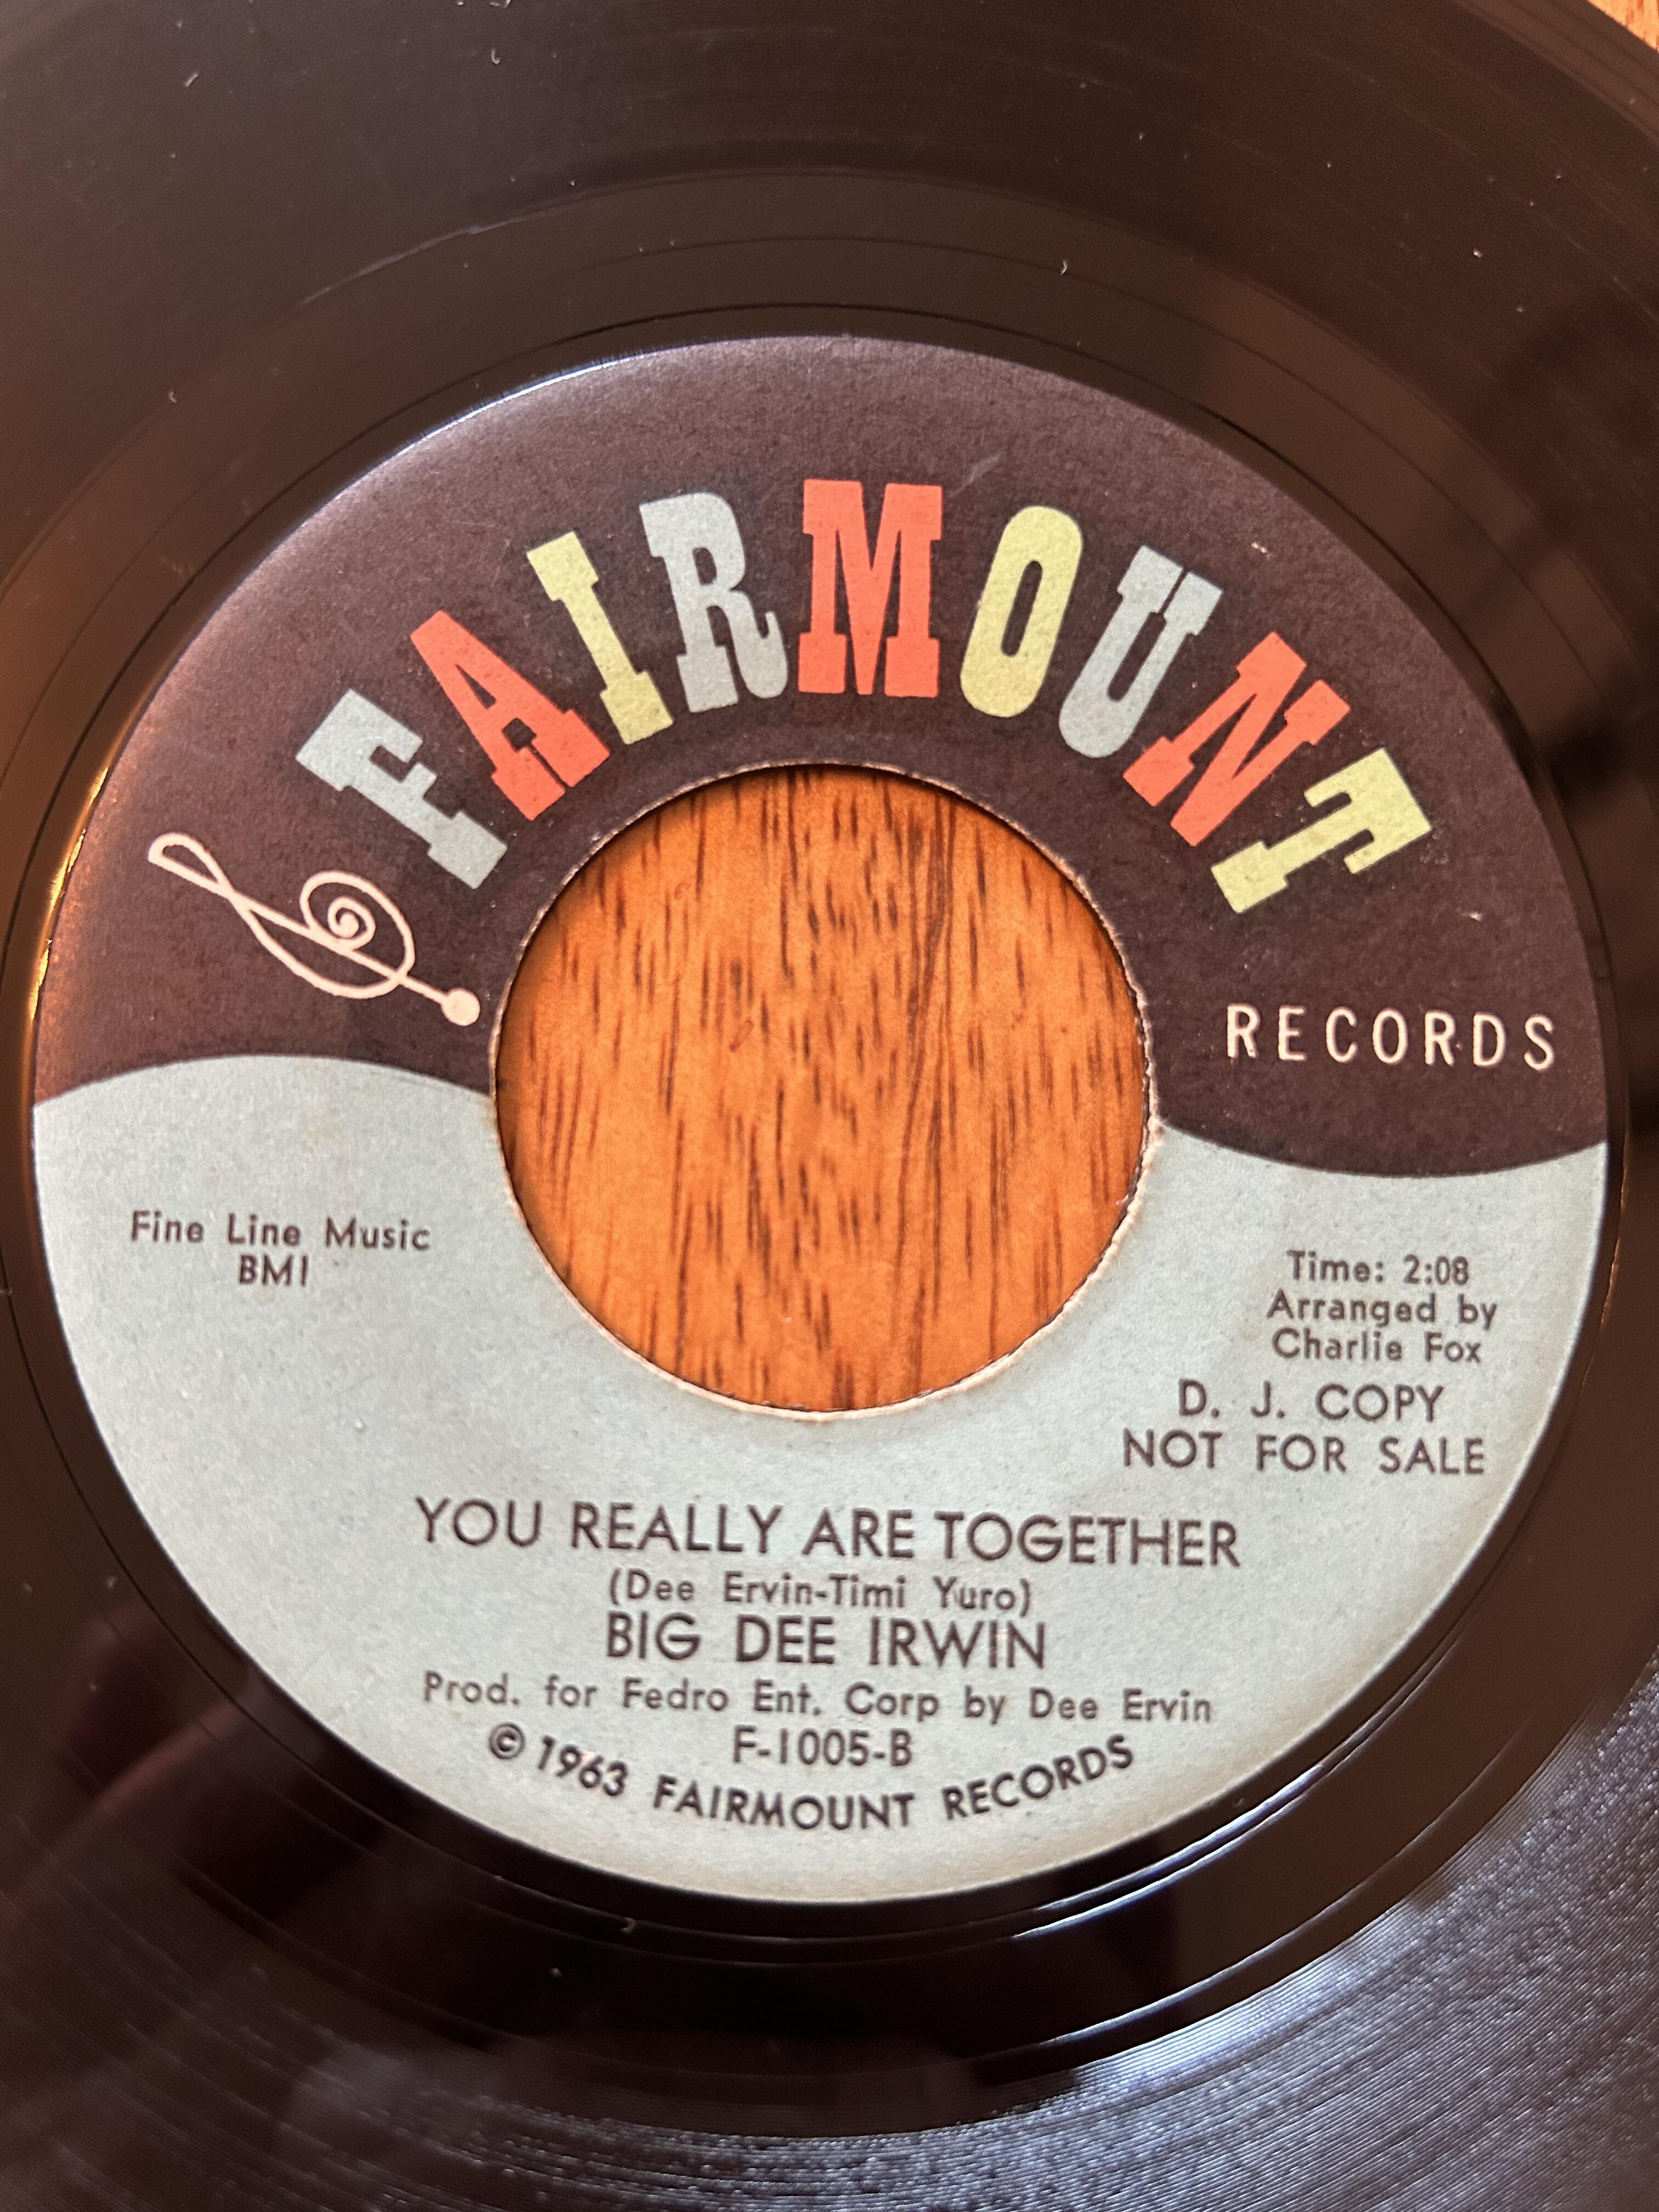 FAIRMOUNT
RECORDS
Fine Line Music
BMI
Time: 2:08
Arranged by
Charlie Fox
D. J. COPY
NOT FOR SALE
YOU REALLY ARE TOGETHER
(Dee Ervin-Timi Yuro)
BIG DEE IRWIN
Prod. for Fedro Ent. Corp by Dee Ervin
F-1005-B
© 1963 FAIRMOUNT RECORDS